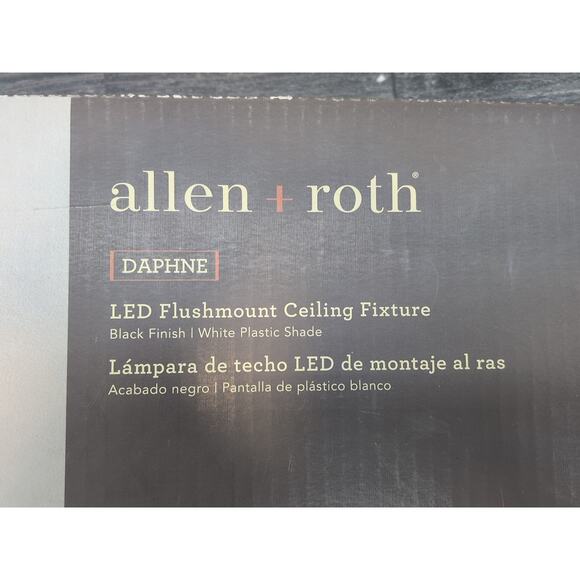 allen + roth®
DAPHNE
LED Flushmount Ceiling Fixture
Black Finish | White Plastic Shade
Lámpara de techo LED de montaje al ras
Acabado negro | Pantalla de plástico blanco